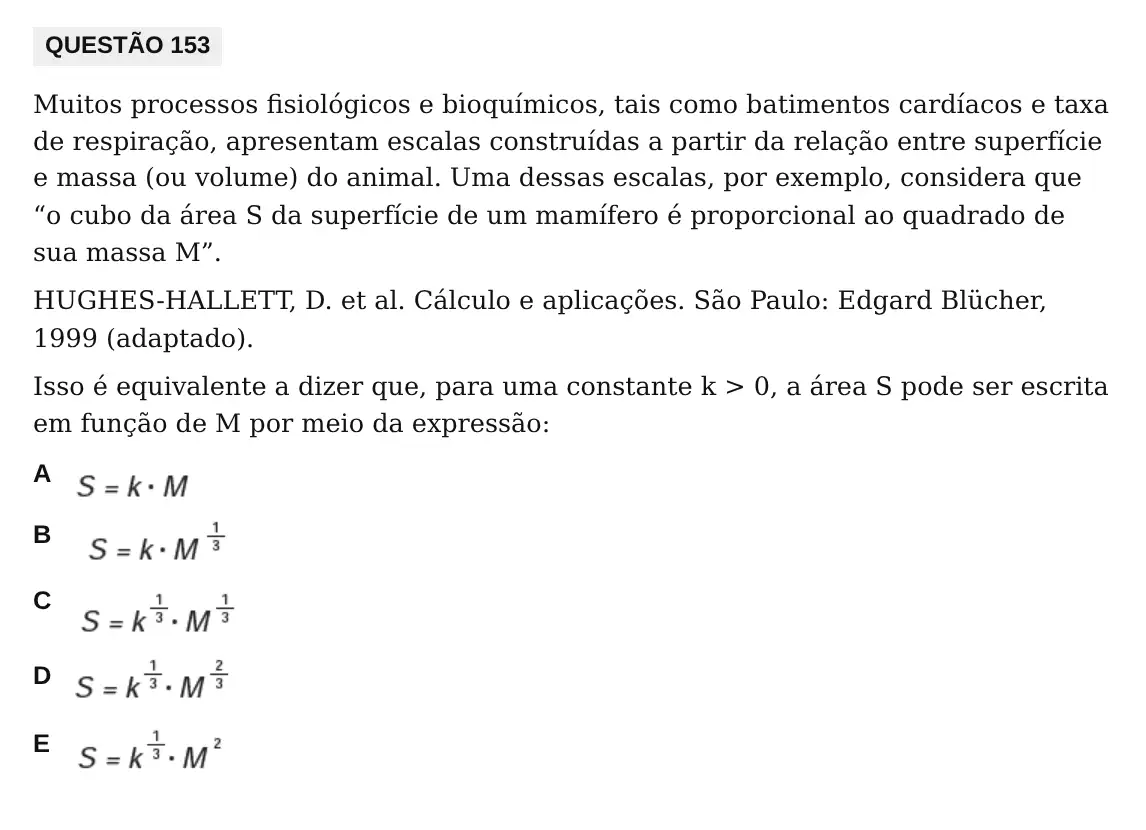 QUESTÃO 153
Muitos processos fisiológicos e bioquímicos, tais como batimentos cardíacos e taxa
de respiração, apresentam escalas construídas a partir da relação entre superfície
e massa (ou volume) do animal. Uma dessas escalas, por exemplo, considera que
“o cubo da área S da superfície de um mamífero é proporcional ao quadrado de
sua massa M”.
HUGHES-HALLETT, D. et al. Cálculo e aplicações. São Paulo: Edgard Blücher,
1999 (adaptado).
Isso é equivalente a dizer que, para uma constante k > 0, a área S pode ser escrita
em função de M por meio da expressão:
A S = k · M
B S = k · M^(1/3)
C S = k^(1/3) · M^(1/3)
D S = k^(1/3) · M^(2/3)
E S = k^(1/3) · M²